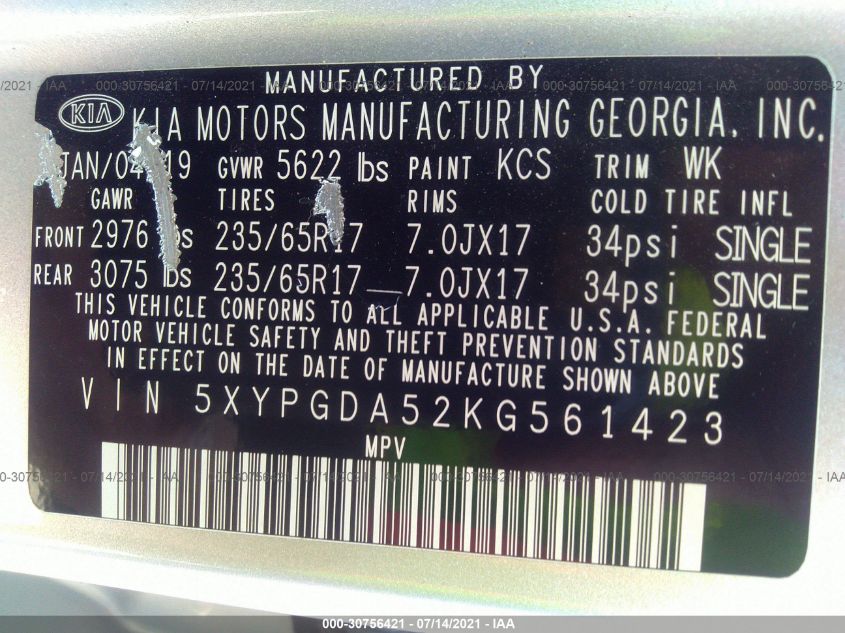 MANUFACTURED BY
KIA KIA MOTORS MANUFACTURING GEORGIA, INC.
JAN/04/19 GVWR 5622 lbs PAINT KCS TRIM WK
GAWR TIRES RIMS COLD TIRE INFL
FRONT 2976 lbs 235/65R17 7.0JX17 34psi SINGLE
REAR 3075 lbs 235/65R17 7.0JX17 34psi SINGLE
THIS VEHICLE CONFORMS TO ALL APPLICABLE U.S.A. FEDERAL
MOTOR VEHICLE SAFETY AND THEFT PREVENTION STANDARDS
IN EFFECT ON THE DATE OF MANUFACTURE SHOWN ABOVE
VIN 5XYPGDA52KG561423
MPV
000-30756421 - 07/14/2021 - IAA